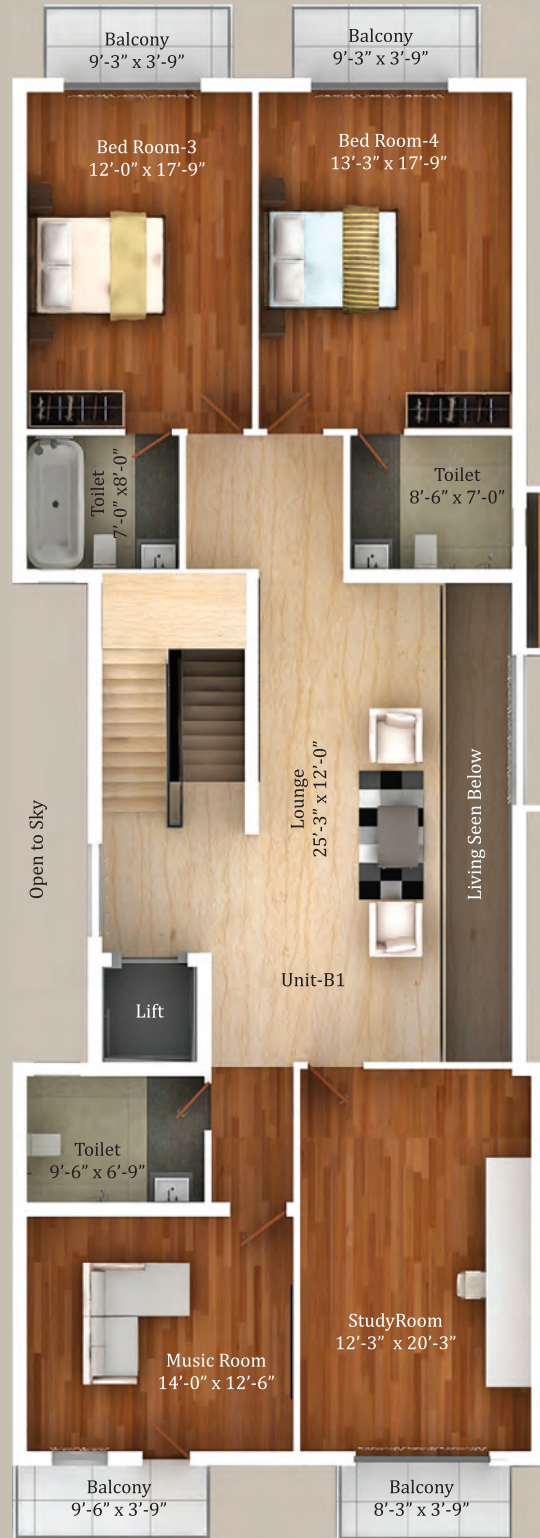 Balcony
9’-3” x 3’-9”
Balcony
9’-3” x 3’-9”
Bed Room-3
12’-0” x 17’-9”
Bed Room-4
13’-3” x 17’-9”
Toilet
7’-0” x8’-0”
Toilet
8’-6” x 7’-0”
Open to Sky
Lounge
25’-3” x 12’-0”
Living Seen Below
Unit-B1
Lift
Toilet
9’-6” x 6’-9”
StudyRoom
12’-3” x 20’-3”
Music Room
14’-0” x 12’-6”
Balcony
9’-6” x 3’-9”
Balcony
8’-3” x 3’-9”